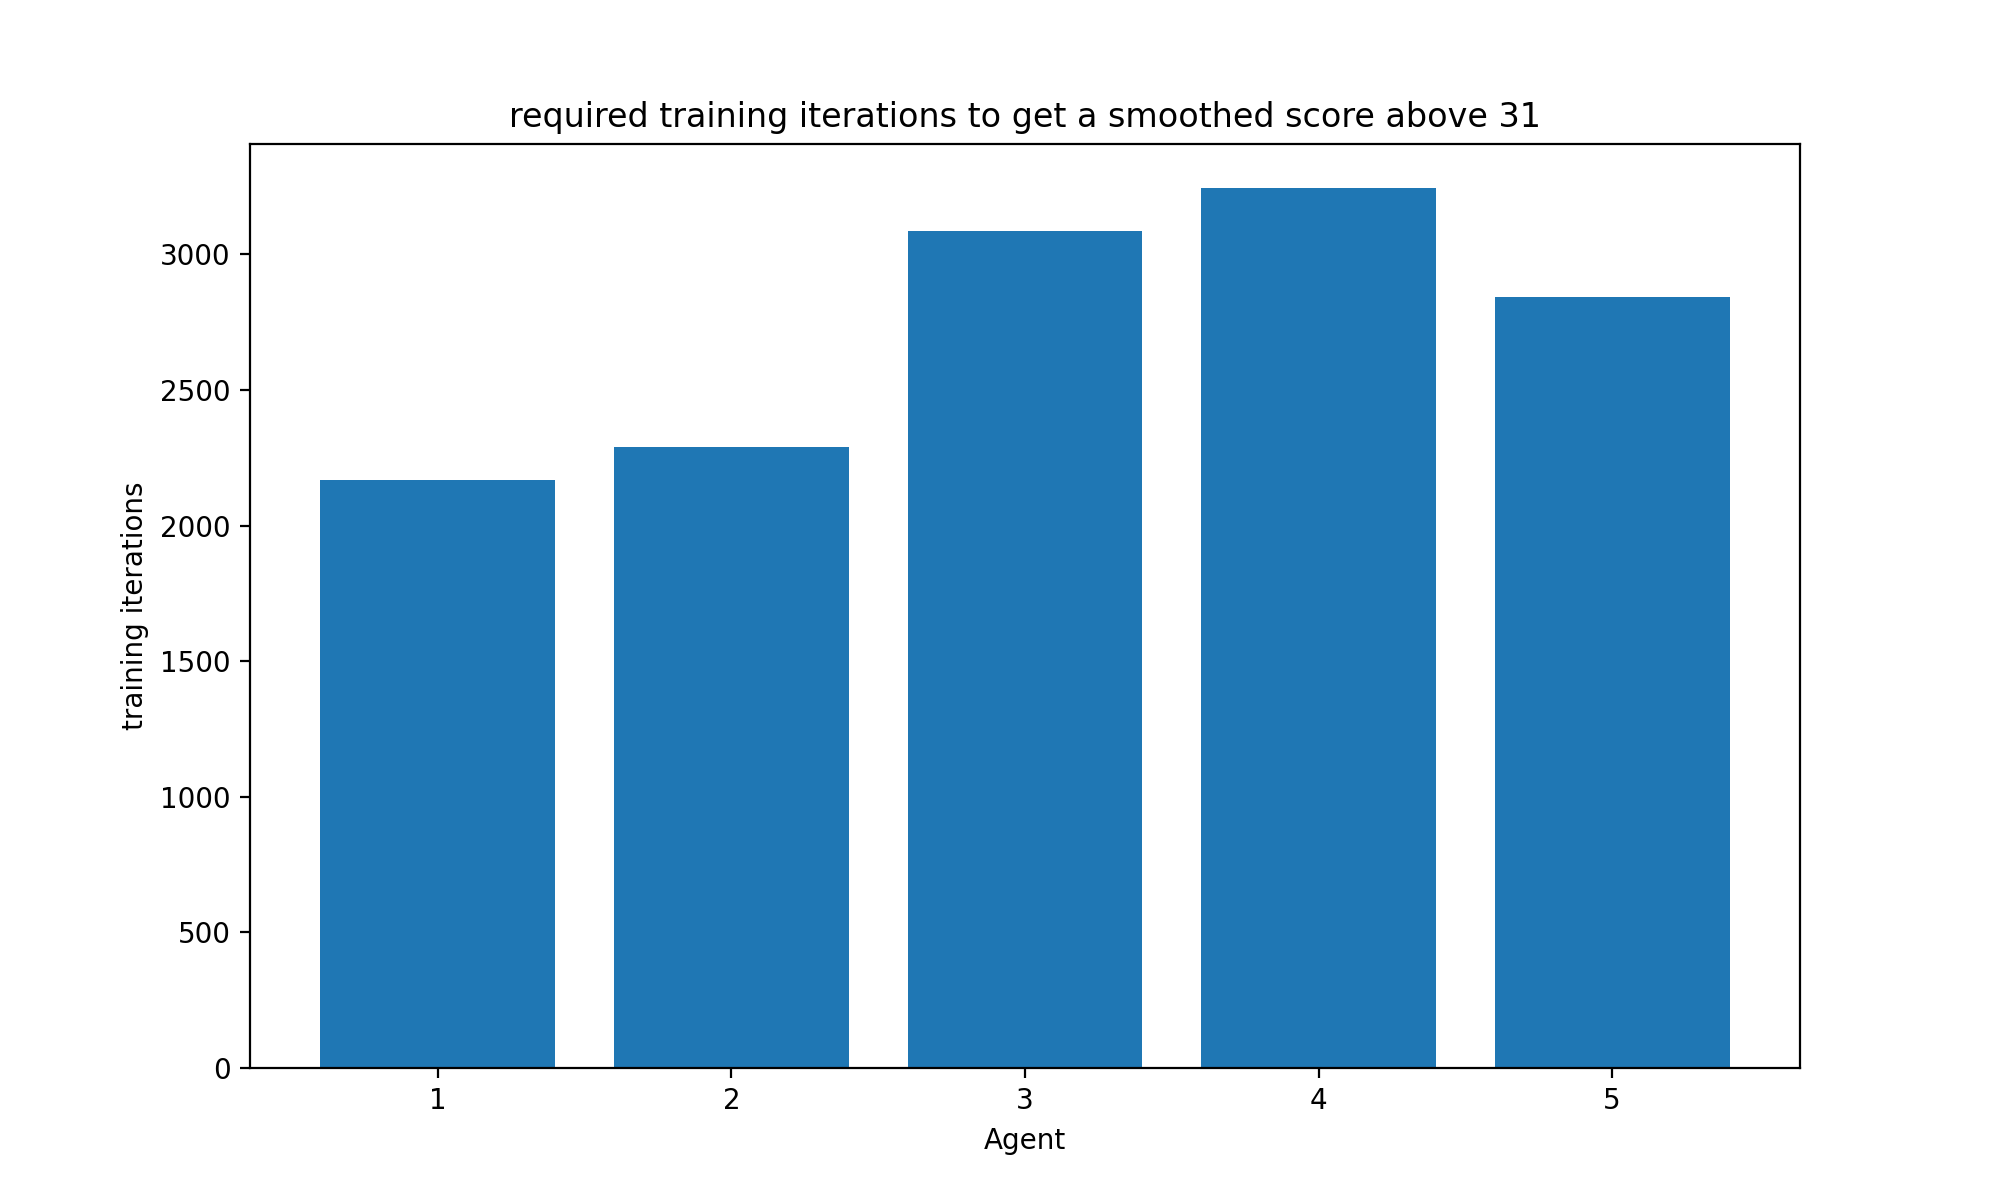 required training iterations to get a smoothed score above 31
3000
2500
2000
1500
1000
500
0
training iterations
1 2 3 4 5
Agent